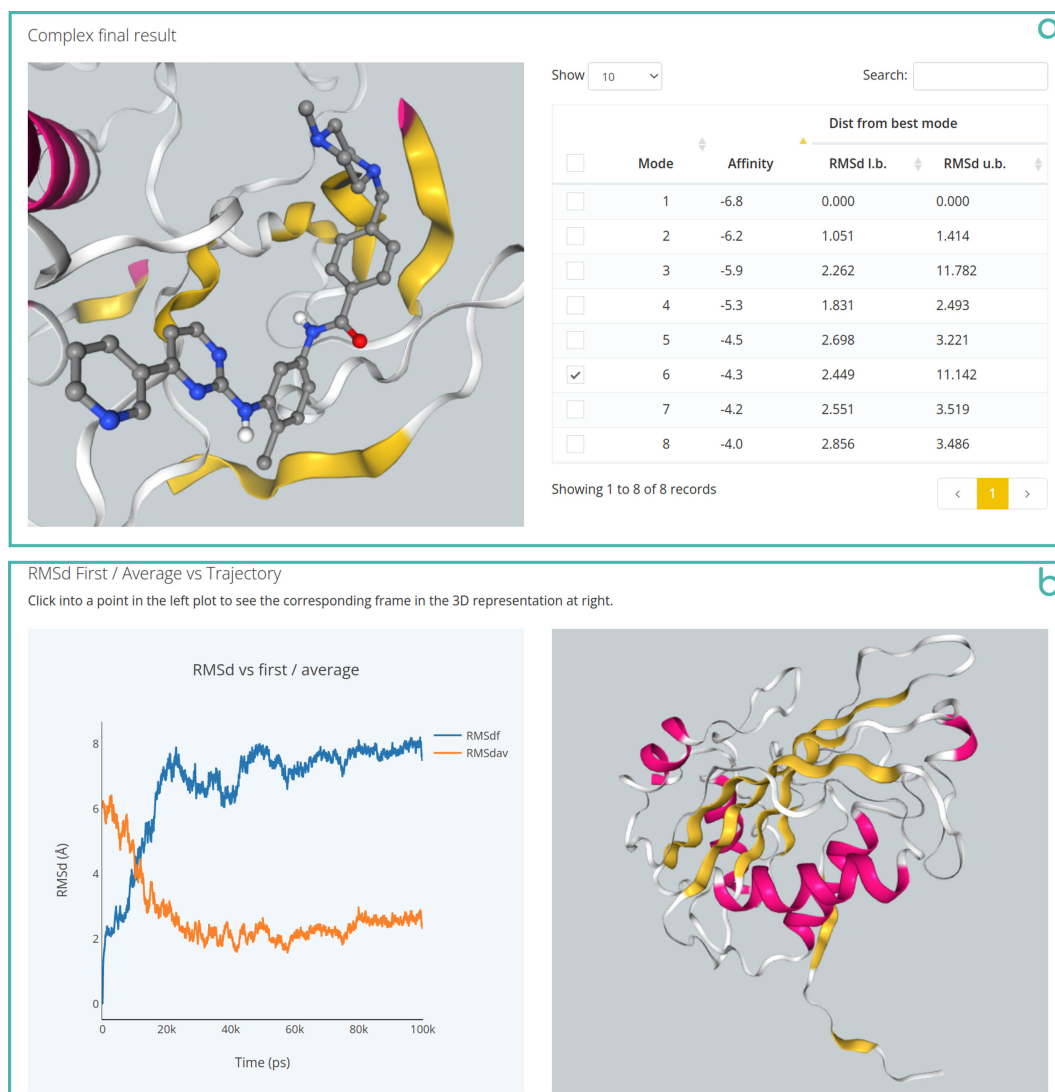 a
Complex final result
Show 10 Search:
Dist from best mode
Mode Affinity RMSd l.b. RMSd u.b.
1 -6.8 0.000 0.000
2 -6.2 1.051 1.414
3 -5.9 2.262 11.782
4 -5.3 1.831 2.493
5 -4.5 2.698 3.221
6 -4.3 2.449 11.142
7 -4.2 2.551 3.519
8 -4.0 2.856 3.486
Showing 1 to 8 of 8 records
< 1 >
b
RMSd First / Average vs Trajectory
Click into a point in the left plot to see the corresponding frame in the 3D representation at right.
RMSd vs first / average
RMSdf
RMSdav
8
6
4
2
0
RMSd (Å)
0 20k 40k 60k 80k 100k
Time (ps)